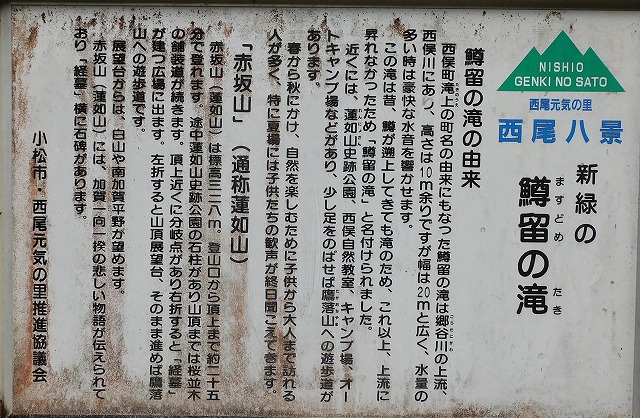 NISHIO
GENKI NO SATO
西尾元気の里
西尾八景
新緑の
鱒留の滝
ますどめ たき
鱒留の滝の由来
西俣町滝上の町名の由来にもなった鱒留の滝は郷谷川の上流、
西俣川にあり、高さは10m余りですが幅は20mと広く、水量の
多い時は豪快な水音を響かせます。
この滝は昔、鱒が遡上してきても滝のため、これ以上、上流に
昇れなかったため「鱒留の滝」と名付けられました。
近くには、蓮如山史跡公園、西俣自然教室、キャンプ場、オー
トキャンプ場などがあり、少し足をのばせば鷹落山への遊歩道が
あります。
春から秋にかけ、自然を楽しむために子供から大人まで訪れる
人が多く、特に夏場には子供たちの歓声が終日聞こえてきます。
「赤坂山」（通称蓮如山）
赤坂山（蓮如山）は標高三二八m。登山口から頂上まで約二十五
分で登れます。途中蓮如山史跡公園の石柱があり山頂までは桜並木
の舗装道が続きます。頂上近くに分岐点があり右折すると「経墓」
が建つ広場に出ます。左折すると山頂展望台、そのまま進めば鷹落
山への遊歩道です。
展望台からは、白山や南加賀平野が望めます。
赤坂山（蓮如山）には、加賀一向一揆の悲しい物語が伝えられて
おり「経墓」横に石碑があります。
小松市・西尾元気の里推進協議会